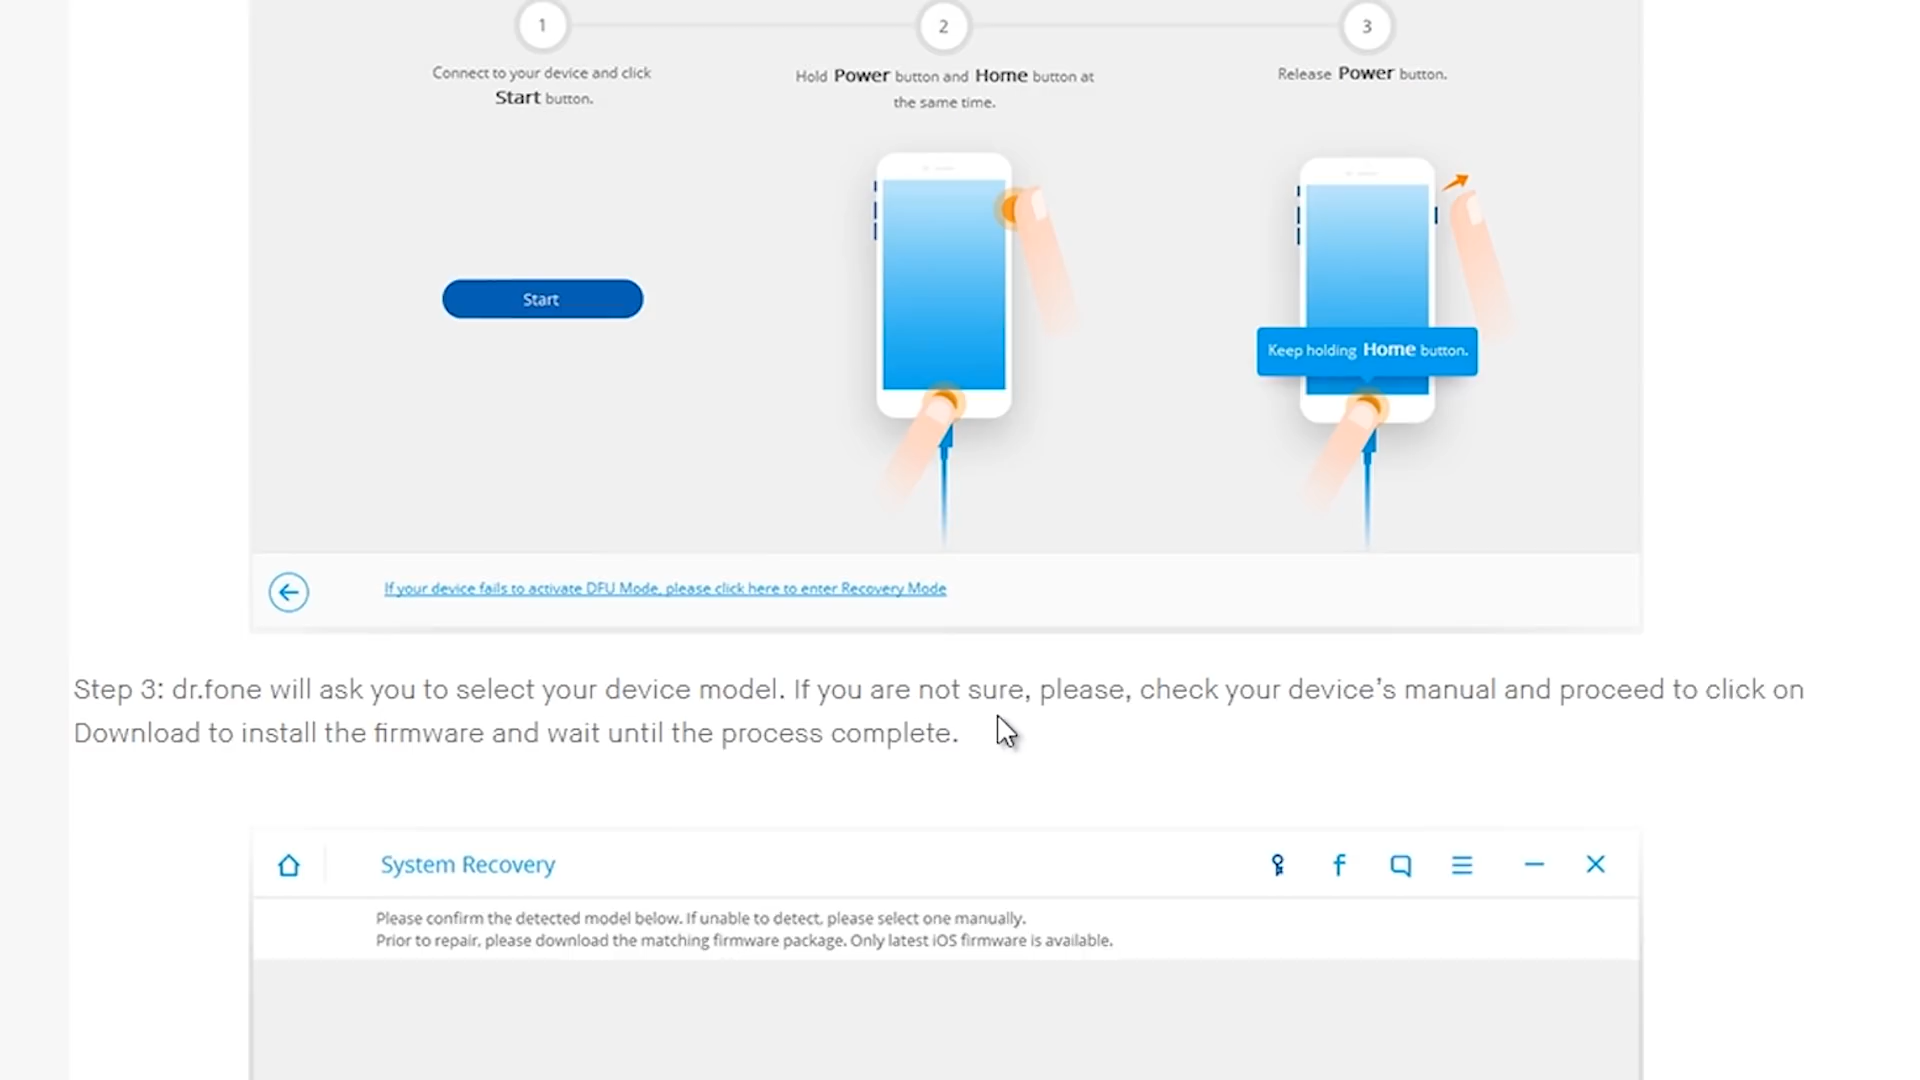 1
2
3
Connect to your device and click
Start button.
Hold Power button and Home button at
the same time.
Release Power button.
Start
Keep holding Home button.
If your device fails to activate DFU Mode, please click here to enter Recovery Mode
Step 3: dr.fone will ask you to select your device model. If you are not sure, please, check your device’s manual and proceed to click on
Download to install the firmware and wait until the process complete.
System Recovery
Please confirm the detected model below. If unable to detect, please select one manually.
Prior to repair, please download the matching firmware package. Only latest iOS firmware is available.